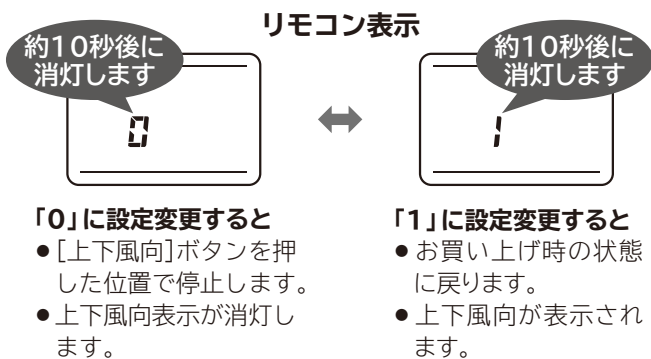 リモコン表示
約10秒後に
消灯します
0
約10秒後に
消灯します
1
「0」に設定変更すると
●[上下風向]ボタンを押
した位置で停止します。
●上下風向表示が消灯し
ます。
「1」に設定変更すると
●お買い上げ時の状態
に戻ります。
●上下風向が表示され
ます。